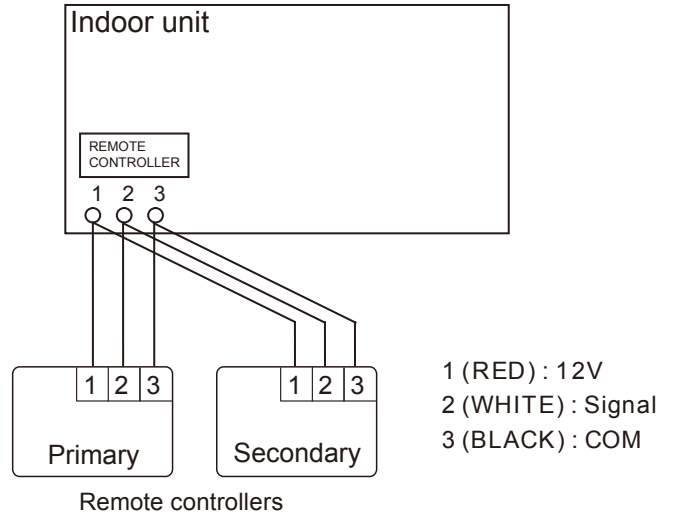 Indoor unit
REMOTE
CONTROLLER
1 2 3
1 2 3
1 2 3
Primary
Secondary
1 (RED) : 12V
2 (WHITE) : Signal
3 (BLACK) : COM
Remote controllers